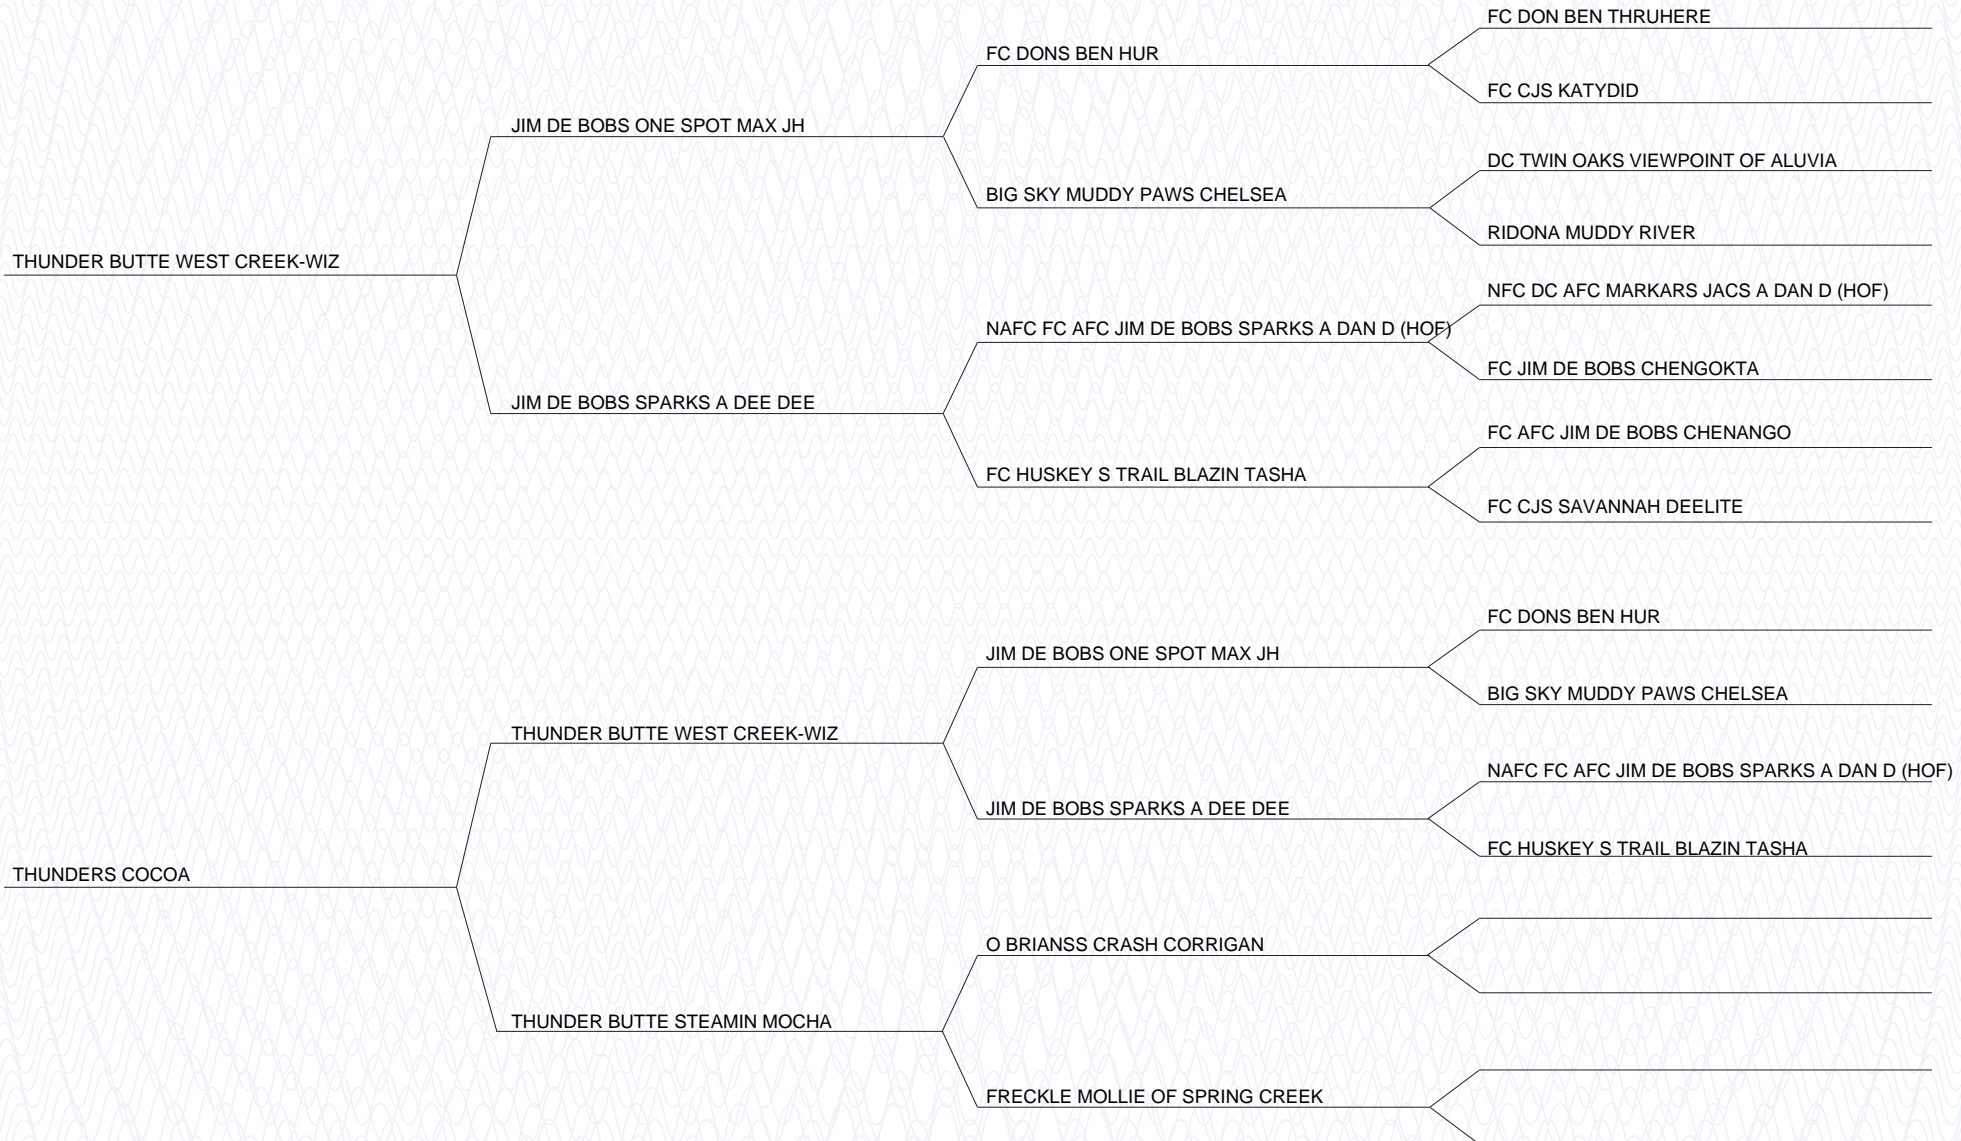 FC DON BEN THRUHERE
FC DONS BEN HUR
FC CJS KATYDID
JIM DE BOBS ONE SPOT MAX JH
DC TWIN OAKS VIEWPOINT OF ALUVIA
BIG SKY MUDDY PAWS CHELSEA
RIDONA MUDDY RIVER
THUNDER BUTTE WEST CREEK-WIZ
NFC DC AFC MARKARS JACS A DAN D (HOF)
NAFC FC AFC JIM DE BOBS SPARKS A DAN D (HOF)
FC JIM DE BOBS CHENGOKTA
JIM DE BOBS SPARKS A DEE DEE
FC AFC JIM DE BOBS CHENANGO
FC HUSKEY S TRAIL BLAZIN TASHA
FC CJS SAVANNAH DEELITE
FC DONS BEN HUR
JIM DE BOBS ONE SPOT MAX JH
BIG SKY MUDDY PAWS CHELSEA
THUNDER BUTTE WEST CREEK-WIZ
NAFC FC AFC JIM DE BOBS SPARKS A DAN D (HOF)
JIM DE BOBS SPARKS A DEE DEE
FC HUSKEY S TRAIL BLAZIN TASHA
THUNDERS COCOA
O BRIANSS CRASH CORRIGAN
THUNDER BUTTE STEAMIN MOCHA
FRECKLE MOLLIE OF SPRING CREEK